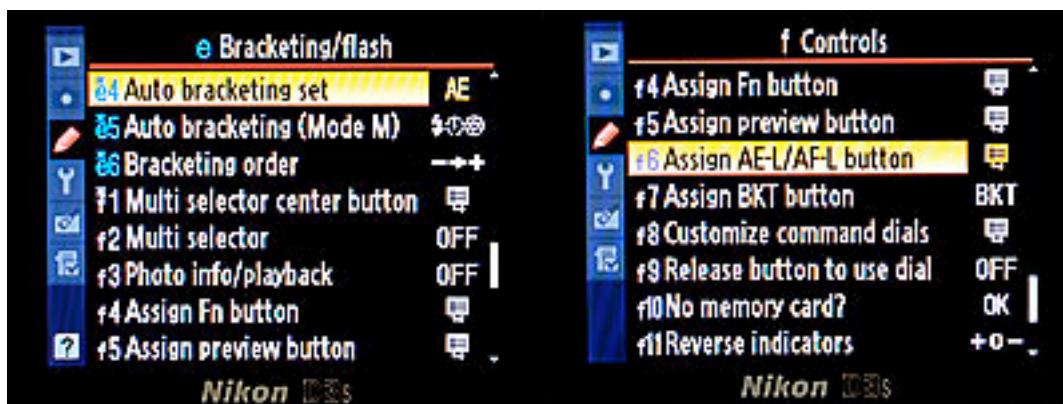 e Bracketing/flash
e4 Auto bracketing set AE
e5 Auto bracketing (Mode M)
e6 Bracketing order
f1 Multi selector center button
f2 Multi selector OFF
f3 Photo info/playback OFF
f4 Assign Fn button
f5 Assign preview button
?
Nikon D3s
f Controls
f4 Assign Fn button
f5 Assign preview button
f6 Assign AE-L/AF-L button
f7 Assign BKT button BKT
f8 Customize command dials
f9 Release button to use dial OFF
f10 No memory card? OK
f11 Reverse indicators +0-
Nikon D3s